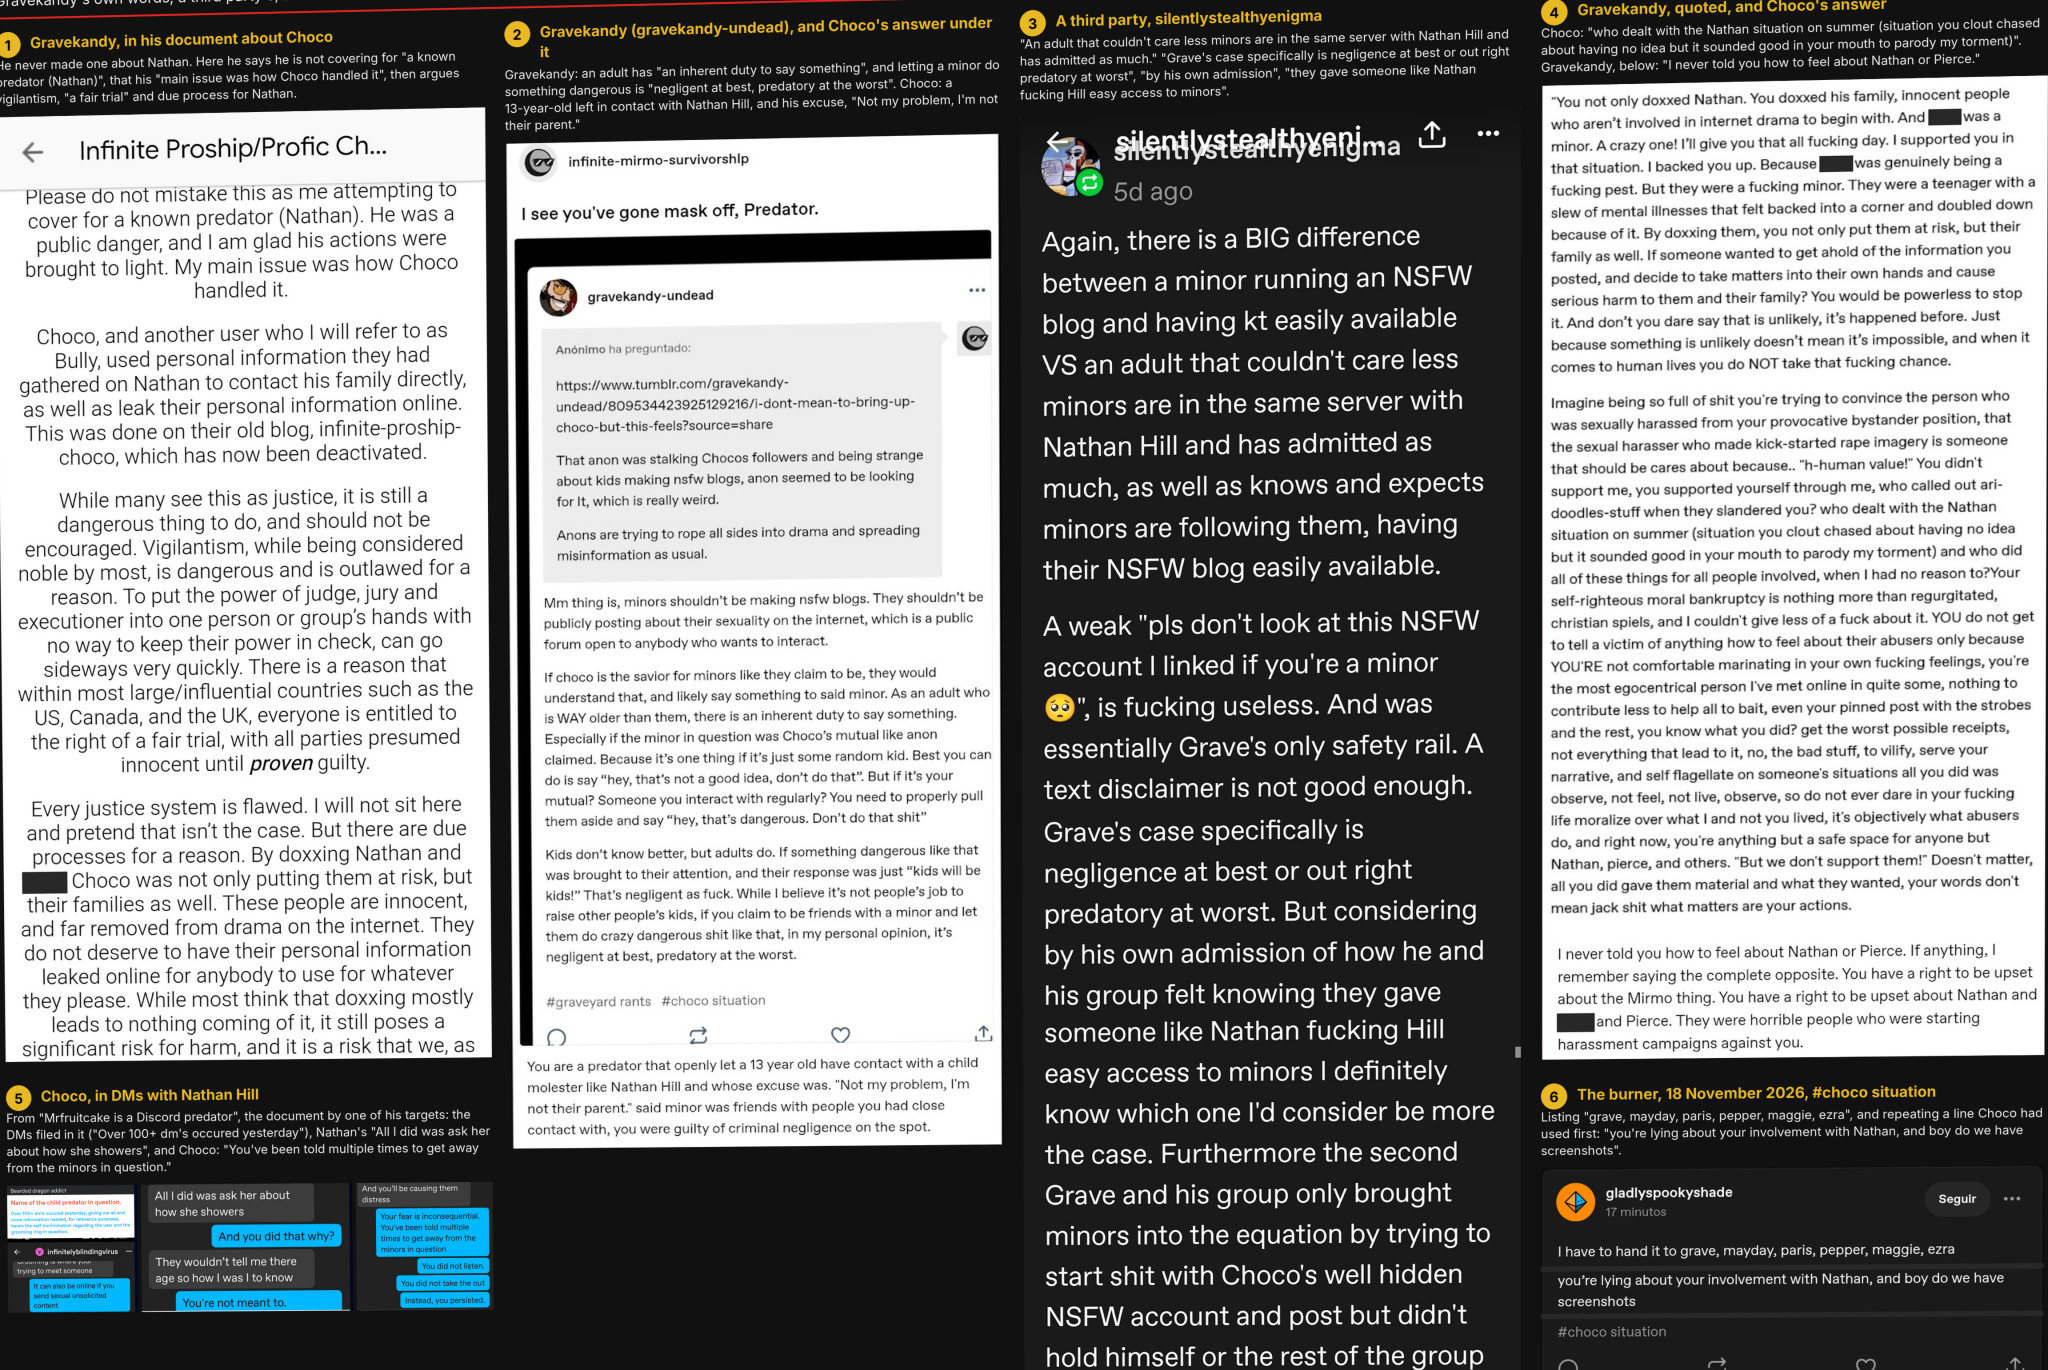 1 Gravekandy, in his document about Choco
He never made one about Nathan. Here he says he is not covering for "a known
predator (Nathan)", that his "main issue was how Choco handled it", then argues
vigilantism, "a fair trial" and due process for Nathan.
Infinite Proship/Profic Ch...
Please do not mistake this as me attempting to
cover for a known predator (Nathan). He was a
public danger, and I am glad his actions were
brought to light. My main issue was how Choco
handled it.
Choco, and another user who I will refer to as
Bully, used personal information they had
gathered on Nathan to contact his family directly,
as well as leak their personal information online.
This was done on their old blog, infinite-proship-
choco, which has now been deactivated.
While many see this as justice, it is still a
dangerous thing to do, and should not be
encouraged. Vigilantism, while being considered
noble by most, is dangerous and is outlawed for a
reason. To put the power of judge, jury and
executioner into one person or group's hands with
no way to keep their power in check, can go
sideways very quickly. There is a reason that
within most large/influential countries such as the
US, Canada, and the UK, everyone is entitled to
the right of a fair trial, with all parties presumed
innocent until proven guilty.
Every justice system is flawed. I will not sit here
and pretend that isn't the case. But there are due
processes for a reason. By doxxing Nathan and
Choco was not only putting them at risk, but
their families as well. These people are innocent,
and far removed from drama on the internet. They
do not deserve to have their personal information
leaked online for anybody to use for whatever
they please. While most think that doxxing mostly
leads to nothing coming of it, it still poses a
significant risk for harm, and it is a risk that we, as
2 Gravekandy (gravekandy-undead), and Choco's answer under
it
Gravekandy: an adult has "an inherent duty to say something", and letting a minor do
something dangerous is "negligent at best, predatory at the worst". Choco: a
13-year-old left in contact with Nathan Hill, and his excuse, "Not my problem, I'm not
their parent."
infinite-mirmo-survivorship
I see you've gone mask off, Predator.
gravekandy-undead
Anónimo ha preguntado:
https://www.tumblr.com/gravekandy-
undead/809534423925129216/i-dont-mean-to-bring-up-
choco-but-this-feels?source=share
That anon was stalking Chocos followers and being strange
about kids making nsfw blogs, anon seemed to be looking
for It, which is really weird.
Anons are trying to rope all sides into drama and spreading
misinformation as usual.
Mm thing is, minors shouldn't be making nsfw blogs. They shouldn't be
publicly posting about their sexuality on the internet, which is a public
forum open to anybody who wants to interact.
If choco is the savior for minors like they claim to be, they would
understand that, and likely say something to said minor. As an adult who
is WAY older than them, there is an inherent duty to say something.
Especially if the minor in question was Choco's mutual like anon
claimed. Because it's one thing if it's just some random kid. Best you can
do is say "hey, that's not a good idea, don't do that". But if it's your
mutual? Someone you interact with regularly? You need to properly pull
them aside and say "hey, that's dangerous. Don't do that shit"
Kids don't know better, but adults do. If something dangerous like that
was brought to their attention, and their response was just "kids will be
kids!" That's negligent as fuck. While I believe it's not people's job to
raise other people's kids, if you claim to be friends with a minor and let
them do crazy dangerous shit like that, in my personal opinion, it's
negligent at best, predatory at the worst.
#graveyard rants #choco situation
You are a predator that openly let a 13 year old have contact with a child
molester like Nathan Hill and whose excuse was. "Not my problem, I'm
not their parent." said minor was friends with people you had close
contact with, you were guilty of criminal negligence on the spot.
3 A third party, silentlystealthyenigma
"An adult that couldn't care less minors are in the same server with Nathan Hill and
has admitted as much." "Grave's case specifically is negligence at best or out right
predatory at worst", "by his own admission", "they gave someone like Nathan
fucking Hill easy access to minors".
silentlystealthyeni...
silentlystealthyenigma
5d ago
Again, there is a BIG difference
between a minor running an NSFW
blog and having kt easily available
VS an adult that couldn't care less
minors are in the same server with
Nathan Hill and has admitted as
much, as well as knows and expects
minors are following them, having
their NSFW blog easily available.
A weak "pls don't look at this NSFW
account I linked if you're a minor
🥺", is fucking useless. And was
essentially Grave's only safety rail. A
text disclaimer is not good enough.
Grave's case specifically is
negligence at best or out right
predatory at worst. But considering
by his own admission of how he and
his group felt knowing they gave
someone like Nathan fucking Hill
easy access to minors I definitely
know which one I'd consider be more
the case. Furthermore the second
Grave and his group only brought
minors into the equation by trying to
start shit with Choco's well hidden
NSFW account and post but didn't
hold himself or the rest of the group
4 Gravekandy, quoted, and Choco's answer
Choco: "who dealt with the Nathan situation on summer (situation you clout chased
about having no idea but it sounded good in your mouth to parody my torment)".
Gravekandy, below: "I never told you how to feel about Nathan or Pierce."
"You not only doxxed Nathan. You doxxed his family, innocent people
who aren't involved in internet drama to begin with. And was a
minor. A crazy one! I'll give you that all fucking day. I supported you in
that situation. I backed you up. Because was genuinely being a
fucking pest. But they were a fucking minor. They were a teenager with a
slew of mental illnesses that felt backed into a corner and doubled down
because of it. By doxxing them, you not only put them at risk, but their
family as well. If someone wanted to get ahold of the information you
posted, and decide to take matters into their own hands and cause
serious harm to them and their family? You would be powerless to stop
it. And don't you dare say that is unlikely, it's happened before. Just
because something is unlikely doesn't mean it's impossible, and when it
comes to human lives you do NOT take that fucking chance.
Imagine being so full of shit you're trying to convince the person who
was sexually harassed from your provocative bystander position, that
the sexual harasser who made kick-started rape imagery is someone
that should be cares about because.. "h-human value!" You didn't
support me, you supported yourself through me, who called out ari-
doodles-stuff when they slandered you? who dealt with the Nathan
situation on summer (situation you clout chased about having no idea
but it sounded good in your mouth to parody my torment) and who did
all of these things for all people involved, when I had no reason to?Your
self-righteous moral bankruptcy is nothing more than regurgitated,
christian spiels, and I couldn't give less of a fuck about it. YOU do not get
to tell a victim of anything how to feel about their abusers only because
YOU'RE not comfortable marinating in your own fucking feelings, you're
the most egocentrical person I've met online in quite some, nothing to
contribute less to help all to bait, even your pinned post with the strobes
and the rest, you know what you did? get the worst possible receipts,
not everything that lead to it, no, the bad stuff, to vilify, serve your
narrative, and self flagellate on someone's situations all you did was
observe, not feel, not live, observe, so do not ever dare in your fucking
life moralize over what I and not you lived, it's objectively what abusers
do, and right now, you're anything but a safe space for anyone but
Nathan, pierce, and others. "But we don't support them!" Doesn't matter,
all you did gave them material and what they wanted, your words don't
mean jack shit what matters are your actions.
I never told you how to feel about Nathan or Pierce. If anything, I
remember saying the complete opposite. You have a right to be upset
about the Mirmo thing. You have a right to be upset about Nathan and
and Pierce. They were horrible people who were starting
harassment campaigns against you.
5 Choco, in DMs with Nathan Hill
From "Mrfruitcake is a Discord predator", the document by one of his targets: the
DMs filed in it ("Over 100+ dm's occured yesterday"), Nathan's "All I did was ask her
about how she showers", and Choco: "You've been told multiple times to get away
from the minors in question."
Bearded dragon addict
Name of the child predator in question.
infinitelyblindingvirus
trying to meet someone
It can also be online if you
send sexual unsolicited
content
All I did was ask her about
how she showers
And you did that why?
They wouldn't tell me there
age so how I was I to know
You're not meant to.
And you'll be causing them
distress
Your fear is inconsequential.
You've been told multiple
times to get away from the
minors in question
You did not listen.
You did not take the out
Instead, you persisted.
6 The burner, 18 November 2026, #choco situation
Listing "grave, mayday, paris, pepper, maggie, ezra", and repeating a line Choco had
used first: "you're lying about your involvement with Nathan, and boy do we have
screenshots".
gladlyspookyshade
17 minutos
Seguir
I have to hand it to grave, mayday, paris, pepper, maggie, ezra
you're lying about your involvement with Nathan, and boy do we have
screenshots
#choco situation